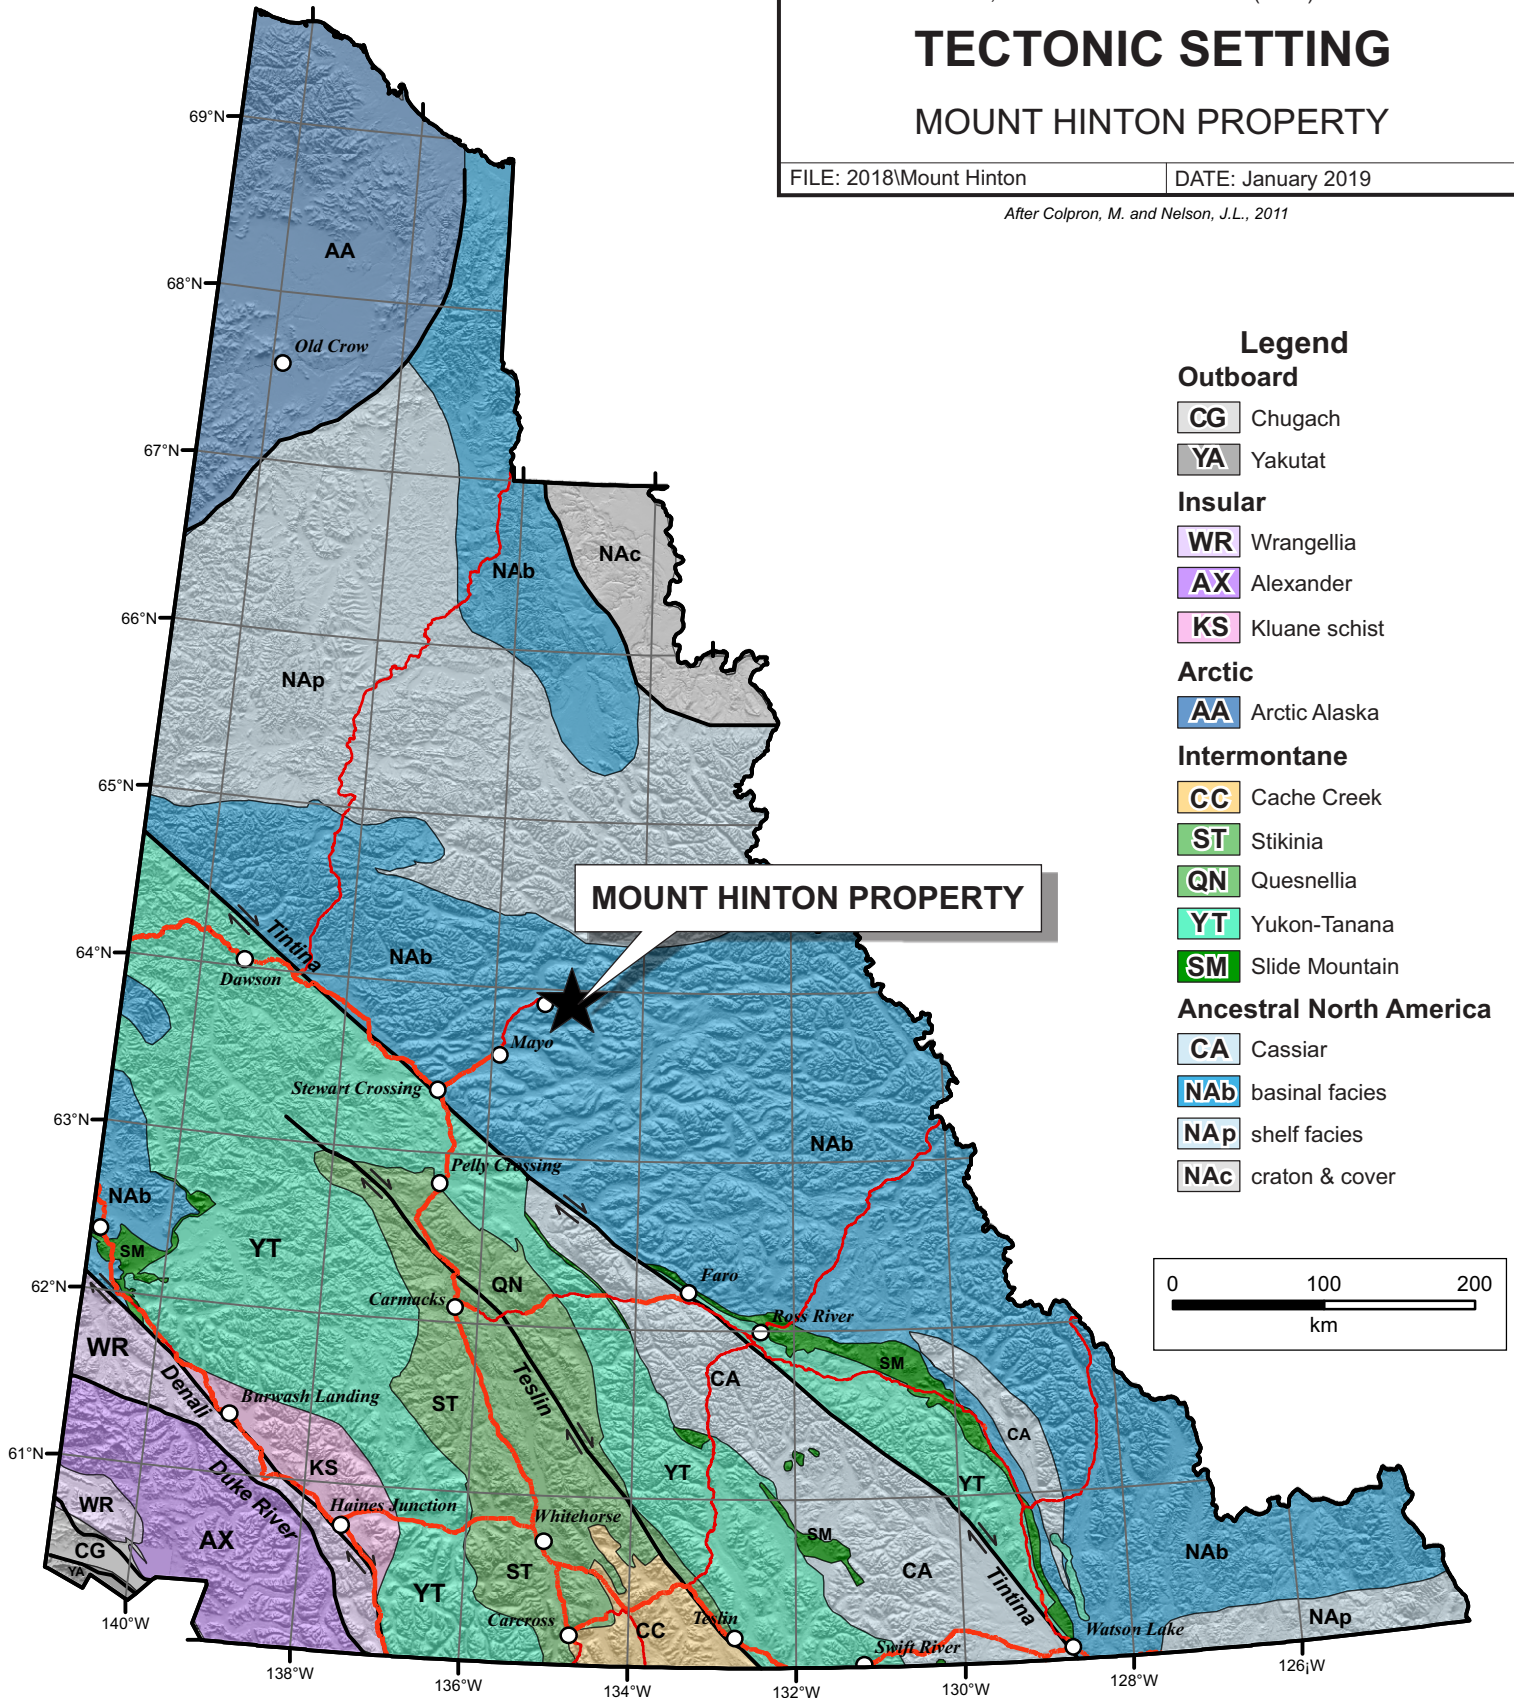 TECTONIC SETTING
MOUNT HINTON PROPERTY
FILE: 2018\Mount Hinton
DATE: January 2019
After Colpron, M. and Nelson, J.L., 2011
69°N
68°N
67°N
66°N
65°N
64°N
63°N
62°N
61°N
AA
Old Crow
NAc
NAb
NAp
MOUNT HINTON PROPERTY
Tintina
NAb
Dawson
Mayo
Stewart Crossing
NAb
Pelly Crossing
NAb
SM
YT
QN
Faro
Carmacks
Ross River
WR
SM
Denali
Burwash Landing
Teslin
CA
ST
CA
KS
YT
YT
Duke River
WR
Haines Junction
Whitehorse
SM
AX
CG
YA
NAb
YT
ST
CA
Tintina
Carcross
CC
Teslin
Swift River
Watson Lake
NAp
140°W
138°W
136°W
134°W
132°W
130°W
128°W
126¡W
Legend
Outboard
CG Chugach
YA Yakutat
Insular
WR Wrangellia
AX Alexander
KS Kluane schist
Arctic
AA Arctic Alaska
Intermontane
CC Cache Creek
ST Stikinia
QN Quesnellia
YT Yukon-Tanana
SM Slide Mountain
Ancestral North America
CA Cassiar
NAb basinal facies
NAp shelf facies
NAc craton & cover
0 100 200
km